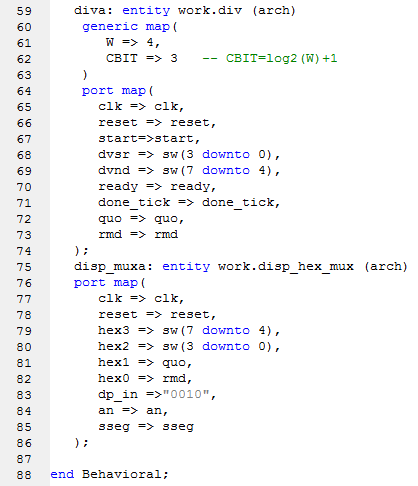 59 diva: entity work.div (arch)
60 generic map(
61 W => 4,
62 CBIT => 3 -- CBIT=log2(W)+1
63 )
64 port map(
65 clk => clk,
66 reset => reset,
67 start=>start,
68 dvsr => sw(3 downto 0),
69 dvnd => sw(7 downto 4),
70 ready => ready,
71 done_tick => done_tick,
72 quo => quo,
73 rmd => rmd
74 );
75 disp_muxa: entity work.disp_hex_mux (arch)
76 port map(
77 clk => clk,
78 reset => reset,
79 hex3 => sw(7 downto 4),
80 hex2 => sw(3 downto 0),
81 hex1 => quo,
82 hex0 => rmd,
83 dp_in =>"0010",
84 an => an,
85 sseg => sseg
86 );
87
88 end Behavioral;